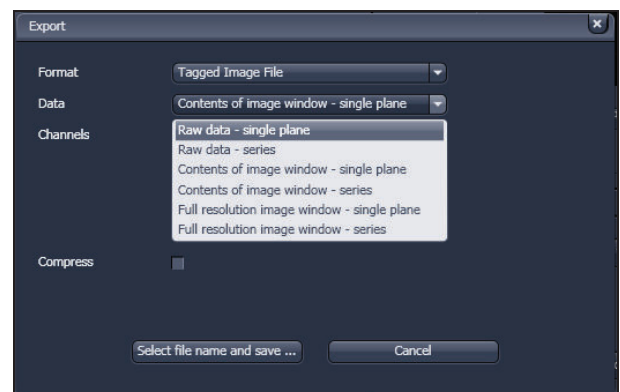 Export
Format Tagged Image File
Data Contents of image window - single plane
Channels Raw data - single plane
Raw data - series
Contents of image window - single plane
Contents of image window - series
Full resolution image window - single plane
Full resolution image window - series
Compress
Select file name and save ... Cancel